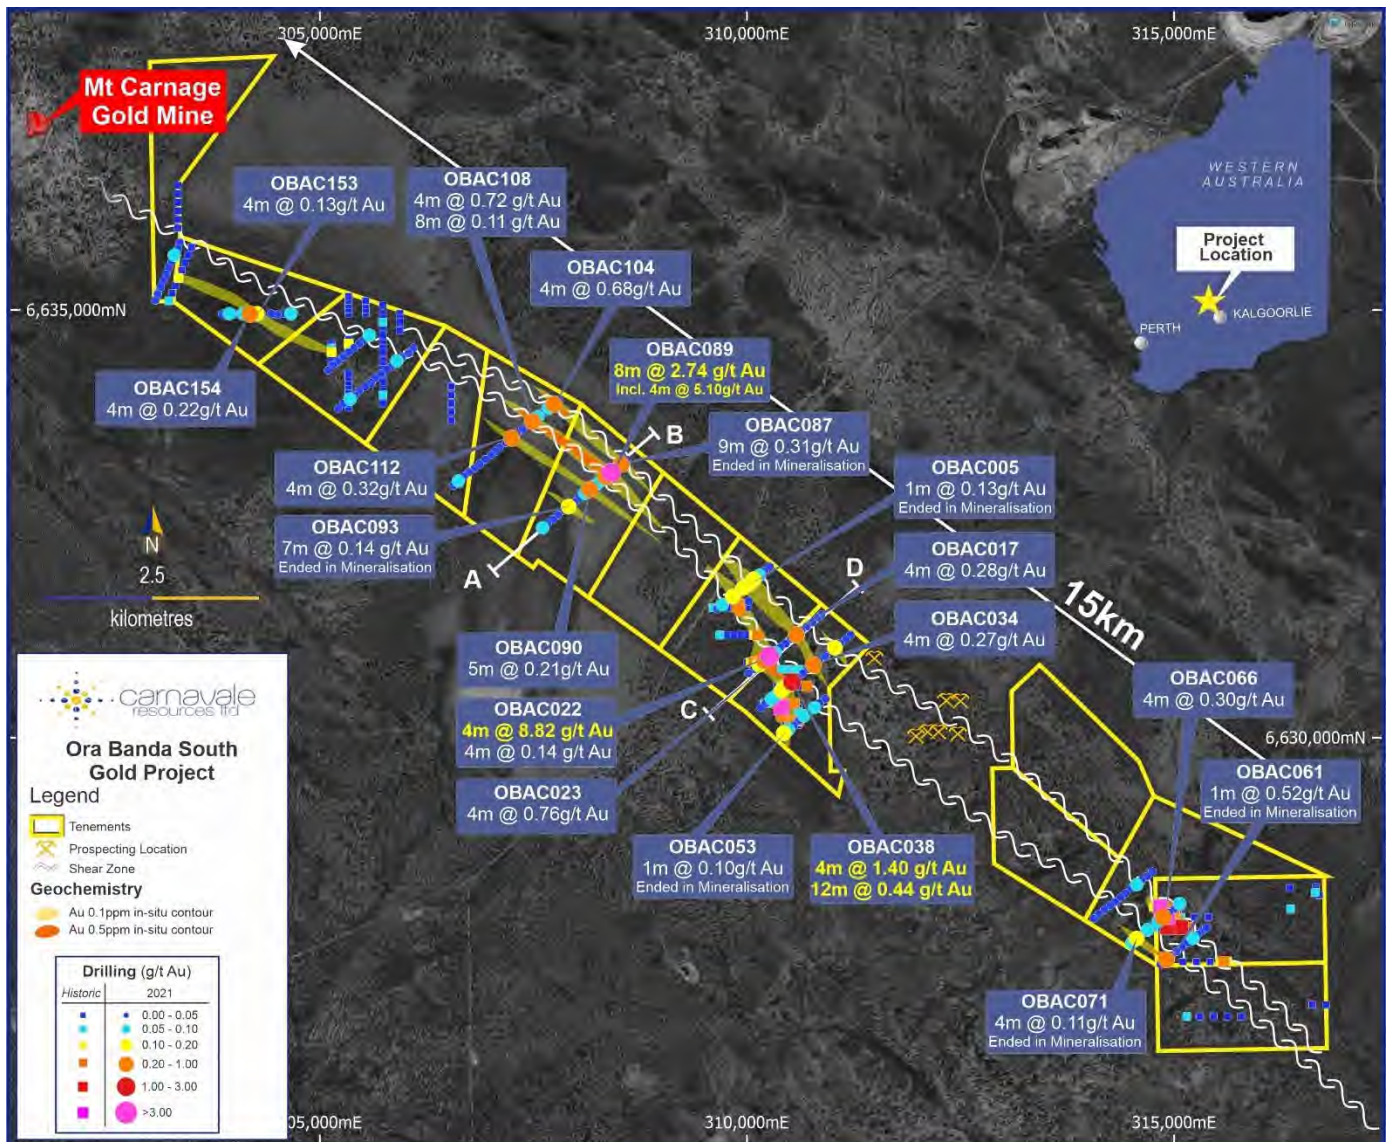 305,000mE
310,000mE
315,000mE
Mt Carnage
Gold Mine
WESTERN
AUSTRALIA
Project
Location
KALGOORLIE
PERTH
OBAC153
4m @ 0.13g/t Au
OBAC108
4m @ 0.72 g/t Au
8m @ 0.11 g/t Au
OBAC104
4m @ 0.68g/t Au
6,635,000mN
OBAC089
8m @ 2.74 g/t Au
incl. 4m @ 5.10g/t Au
OBAC154
4m @ 0.22g/t Au
B
OBAC087
9m @ 0.31g/t Au
Ended in Mineralisation
OBAC112
4m @ 0.32g/t Au
OBAC005
1m @ 0.13g/t Au
Ended in Mineralisation
OBAC093
7m @ 0.14 g/t Au
Ended in Mineralisation
A
N
2.5
kilometres
D
OBAC017
4m @ 0.28g/t Au
15km
OBAC034
4m @ 0.27g/t Au
OBAC090
5m @ 0.21g/t Au
OBAC022
4m @ 8.82 g/t Au
4m @ 0.14 g/t Au
C
OBAC066
4m @ 0.30g/t Au
6,630,000mN
OBAC023
4m @ 0.76g/t Au
OBAC061
1m @ 0.52g/t Au
Ended in Mineralisation
OBAC053
1m @ 0.10g/t Au
Ended in Mineralisation
OBAC038
4m @ 1.40 g/t Au
12m @ 0.44 g/t Au
OBAC071
4m @ 0.11g/t Au
Ended in Mineralisation
carnavale
resources ltd
Ora Banda South
Gold Project
Legend
Tenements
Prospecting Location
Shear Zone
Geochemistry
Au 0.1ppm in-situ contour
Au 0.5ppm in-situ contour
Drilling (g/t Au)
Historic 2021
0.00 - 0.05
0.05 - 0.10
0.10 - 0.20
0.20 - 1.00
1.00 - 3.00
>3.00
05,000mE
310,000mE
315,000mE